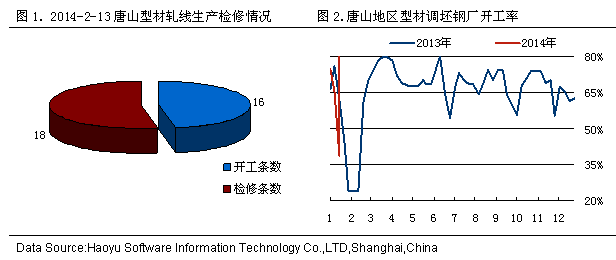 图 1. 2014-2-13唐山型材轧线生产检修情况
16
18
开工条数
检修条数
图 2.唐山地区型材调坯钢厂开工率
2013年 2014年
80%
65%
50%
35%
20%
1 2 3 4 5 6 7 8 9 10 11 12
Data Source:Haoyu Software Information Technology Co.,LTD,Shanghai,China